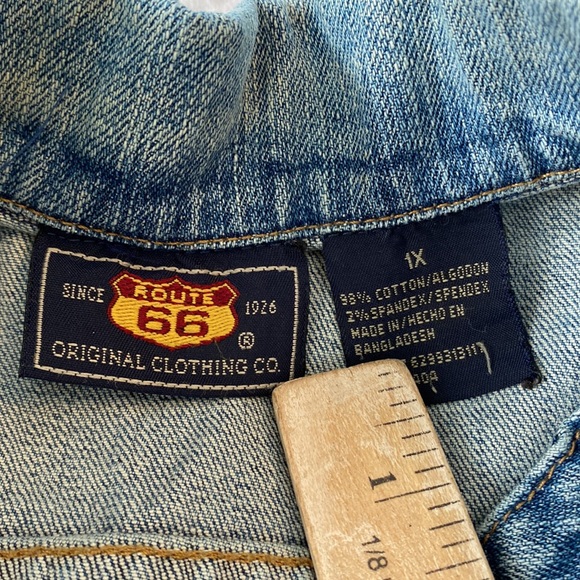 SINCE ROUTE 66 1926
®
ORIGINAL CLOTHING CO.
1X
98% COTTON/ALGODON
2% SPANDEX/SPENDEX
MADE IN/HECHO EN
BANGLADESH
1
1/8